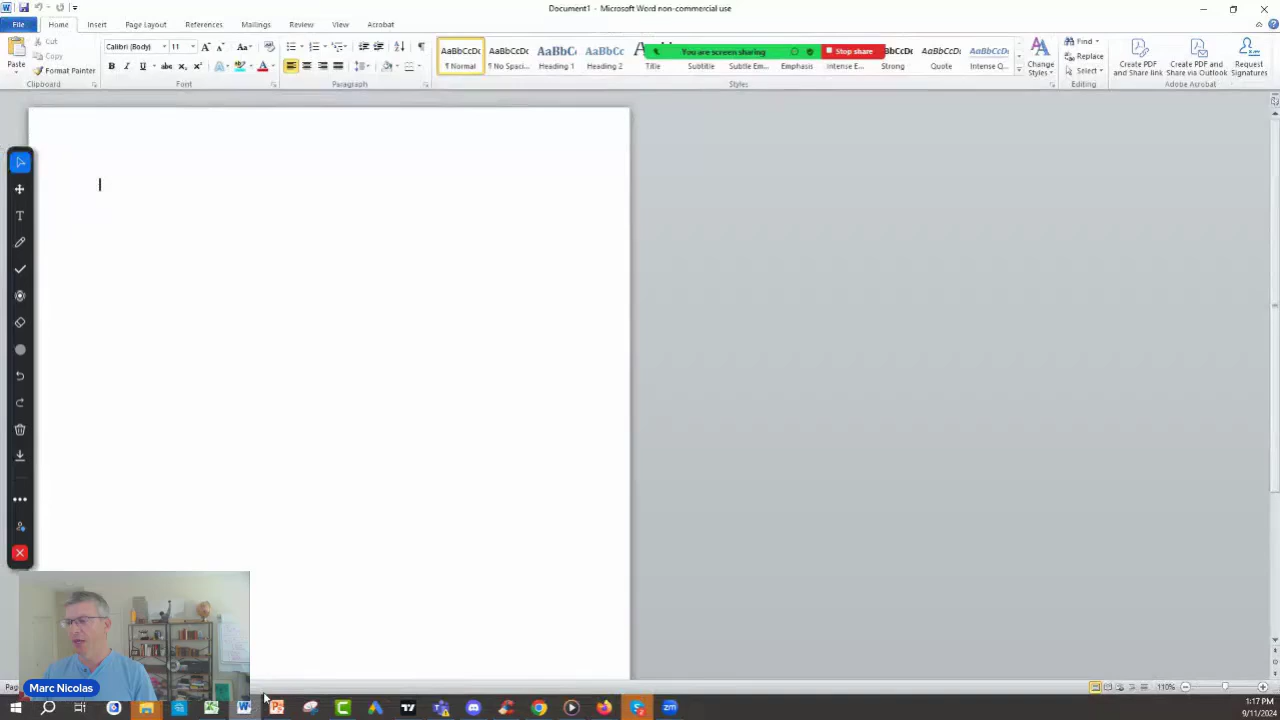 Document1 - Microsoft Word non-commercial use
File Home Insert Page Layout References Mailings Review View Acrobat
Cut
Copy
Paste Format Painter
Calibri (Body) 11
AaBbCcDc AaBbCcDc AaBbC AaBbCc AaBbCcDc AaBbCcDc
¶ Normal ¶ No Spaci... Heading 1 Heading 2 Title Subtitle Subtle Em... Emphasis Intense E... Strong Quote Intense Q...
You are screen sharing Stop share
Change Styles
Find
Replace
Select
Create PDF and Share link
Create PDF and Share via Outlook
Request Signatures
Clipboard Font Paragraph Styles Editing Adobe Acrobat
Marc Nicolas
110%
1:17 PM
9/11/2024